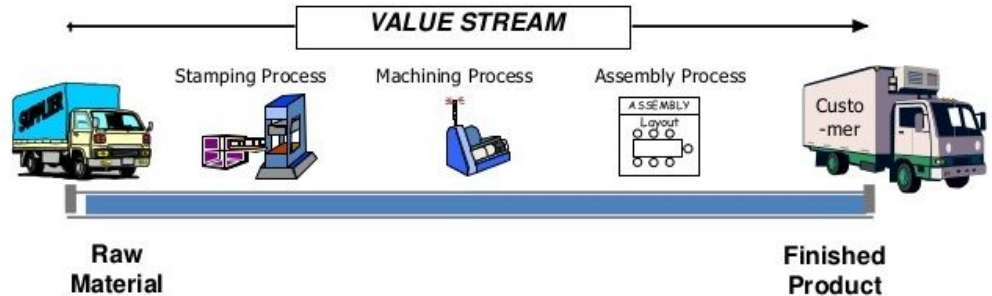 VALUE STREAM
Stamping Process
Machining Process
Assembly Process
SUPPLIER
ASSEMBLY
Layout
Custo
-mer
Raw
Material
Finished
Product